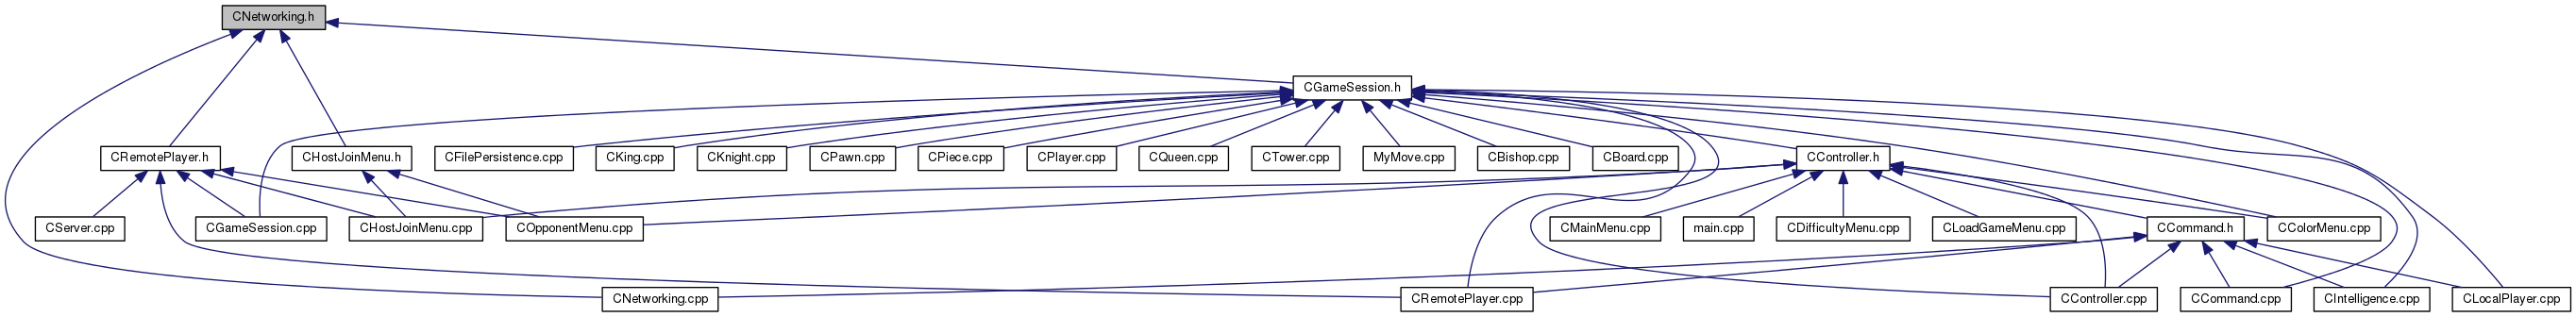 CNetworking.h
CGameSession.h
CRemotePlayer.h
CHostJoinMenu.h
CFilePersistence.cpp
CKing.cpp
CKnight.cpp
CPawn.cpp
CPiece.cpp
CPlayer.cpp
CQueen.cpp
CTower.cpp
MyMove.cpp
CBishop.cpp
CBoard.cpp
CController.h
CServer.cpp
CGameSession.cpp
CHostJoinMenu.cpp
COpponentMenu.cpp
CMainMenu.cpp
main.cpp
CDifficultyMenu.cpp
CLoadGameMenu.cpp
CCommand.h
CColorMenu.cpp
CNetworking.cpp
CRemotePlayer.cpp
CController.cpp
CCommand.cpp
CIntelligence.cpp
CLocalPlayer.cpp